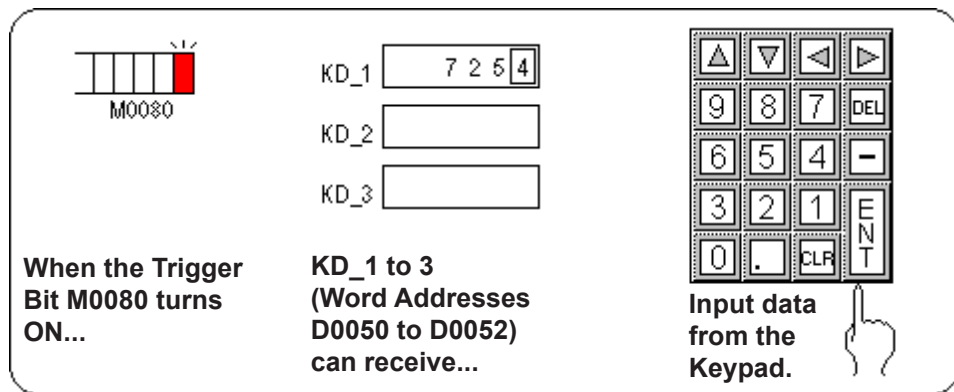 M0080
KD_1 7 2 5 4
KD_2
KD_3
9 8 7 DEL
6 5 4 −
3 2 1 ENT
0 . CLR
When the Trigger
Bit M0080 turns
ON...
KD_1 to 3
(Word Addresses
D0050 to D0052)
can receive...
Input data
from the
Keypad.